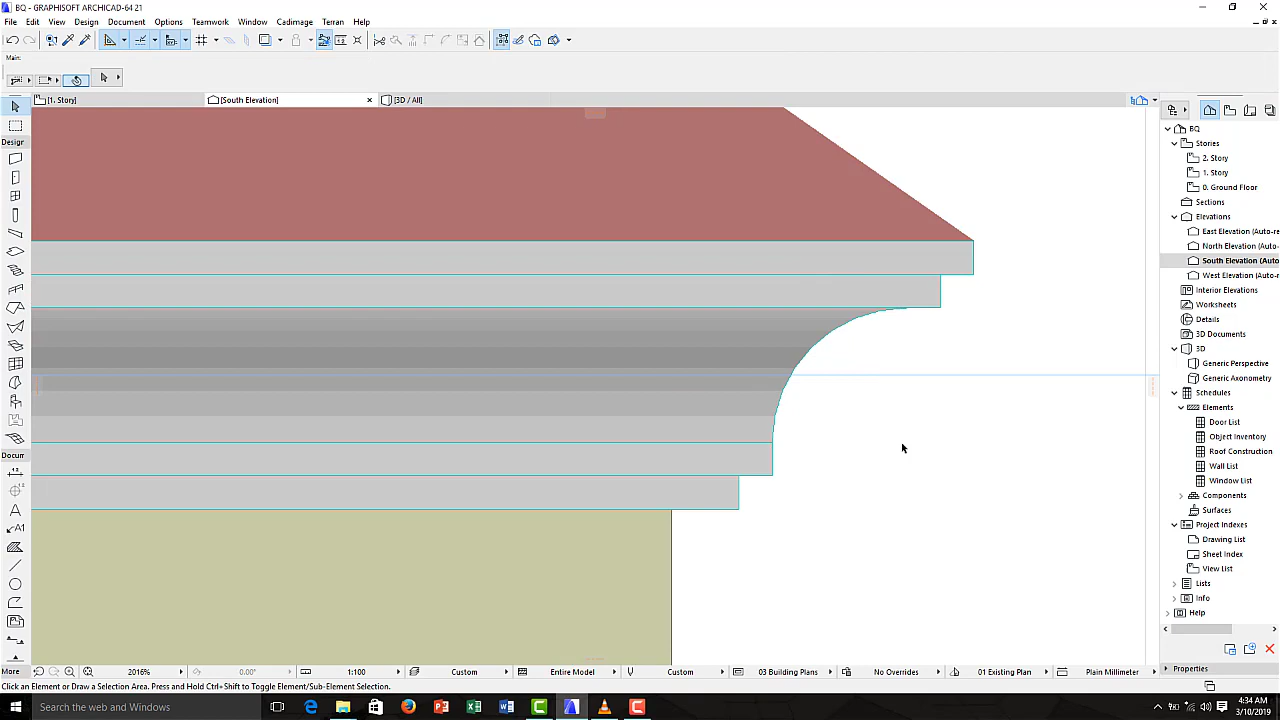 BQ - GRAPHISOFT ARCHICAD-64 21
File Edit View Design Document Options Teamwork Window Cadimage Terran Help
Main:
[1. Story] [South Elevation] [3D / All]
Design
Docum
More
BQ
Stories
2. Story
1. Story
0. Ground Floor
Sections
Elevations
East Elevation (Auto-re
North Elevation (Auto-
South Elevation (Auto
West Elevation (Auto-r
Interior Elevations
Worksheets
Details
3D Documents
3D
Generic Perspective
Generic Axonometry
Schedules
Elements
Door List
Object Inventory
Roof Construction
Wall List
Window List
Components
Surfaces
Project Indexes
Drawing List
Sheet Index
View List
Lists
Info
Help
Properties
2016% 0.00° 1:100 Custom Entire Model Custom 03 Building Plans No Overrides 01 Existing Plan Plain Millimeter
Click an Element or Draw a Selection Area. Press and Hold Ctrl+Shift to Toggle Element/Sub-Element Selection.
Search the web and Windows
4:34 AM
3/10/2019